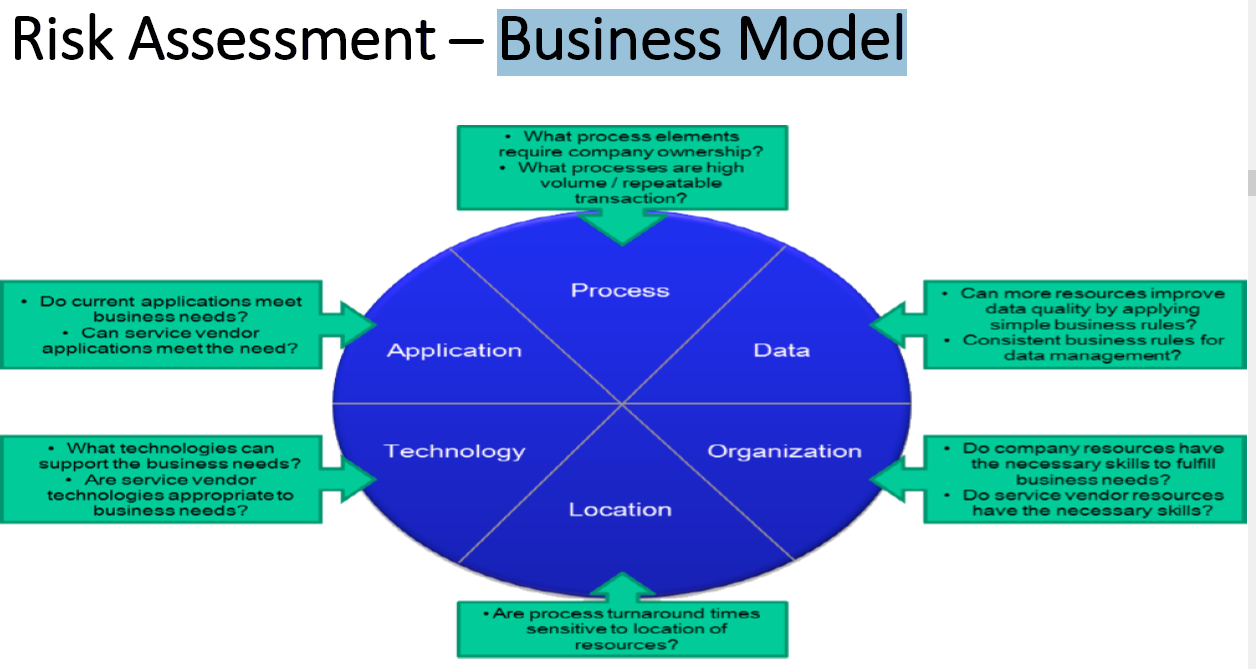 Risk Assessment – Business Model
• What process elements
require company ownership?
• What processes are high
volume / repeatable
transaction?
• Do current applications meet
business needs?
• Can service vendor
applications meet the need?
• Can more resources improve
data quality by applying
simple business rules?
• Consistent business rules for
data management?
Process
Application
Data
Technology
Organization
Location
• What technologies can
support the business needs?
• Are service vendor
technologies appropriate to
business needs?
• Do company resources have
the necessary skills to fulfill
business needs?
• Do service vendor resources
have the necessary skills?
• Are process turnaround times
sensitive to location of
resources?